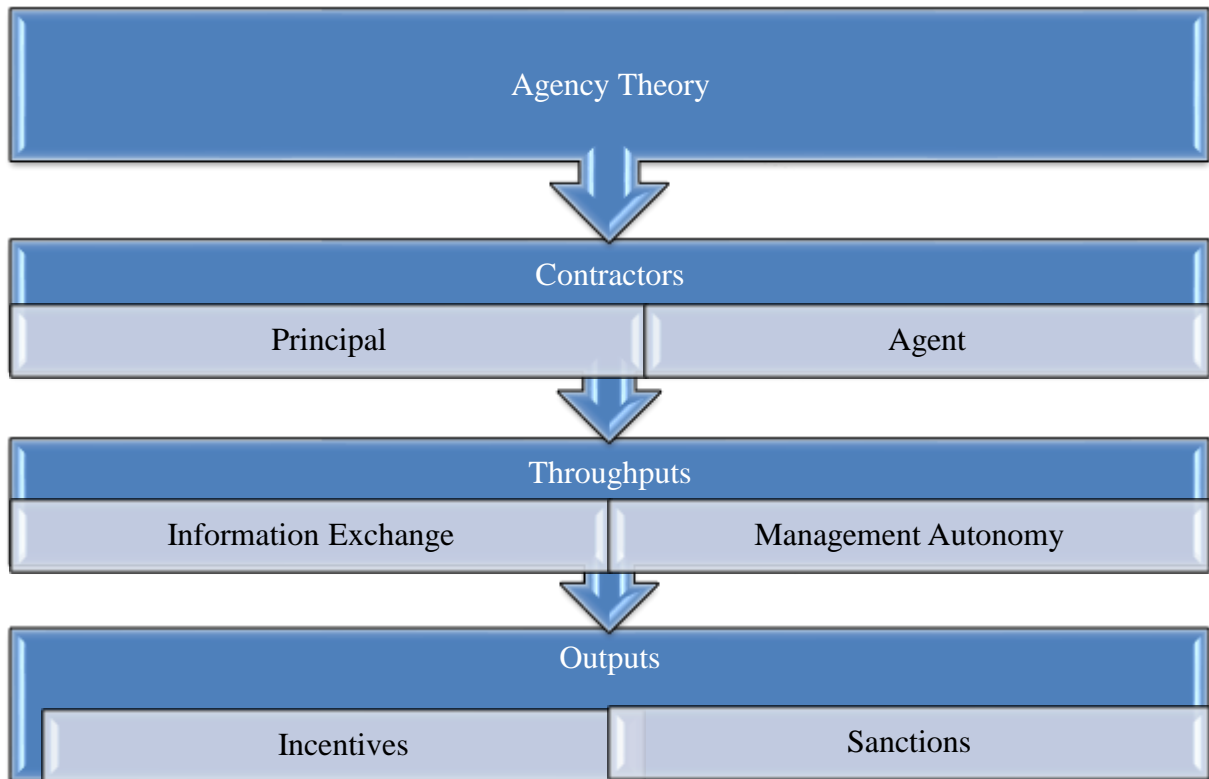 Agency Theory
Contractors
Principal
Agent
Throughputs
Information Exchange
Management Autonomy
Outputs
Incentives
Sanctions